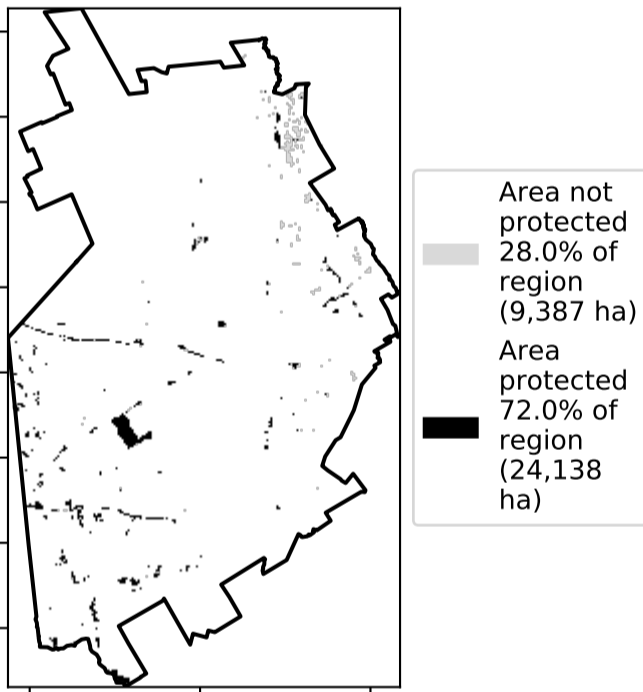 Area not
protected
28.0% of
region
(9,387 ha)
Area
protected
72.0% of
region
(24,138
ha)